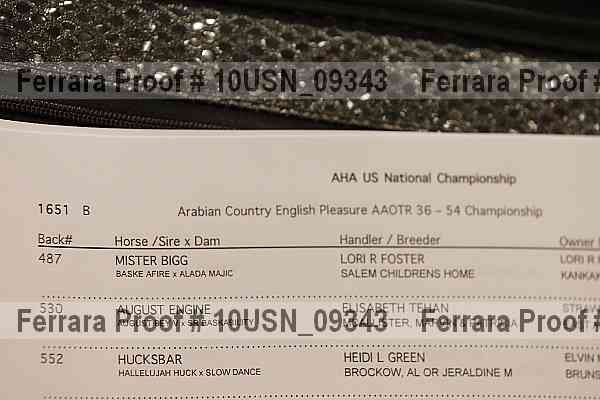 Ferrara Proof # 10USN_09343 Ferrara Proof #
AHA US National Championship
1651 B Arabian Country English Pleasure AAOTR 36 - 54 Championship
Back# Horse /Sire x Dam Handler / Breeder Owner
487 MISTER BIGG LORI R FOSTER LORI R
BASKE AFIRE x ALADA MAJIC SALEM CHILDRENS HOME KANKAK
530 AUGUST ENGINE ELISABETH TEHAN STRAW
Ferrara Proof # 10USN_09343 Ferrara Proof #
552 HUCKSBAR HEIDI L GREEN ELVIN
HALLELUJAH HUCK x SLOW DANCE BROCKOW, AL OR JERALDINE M BRUNS